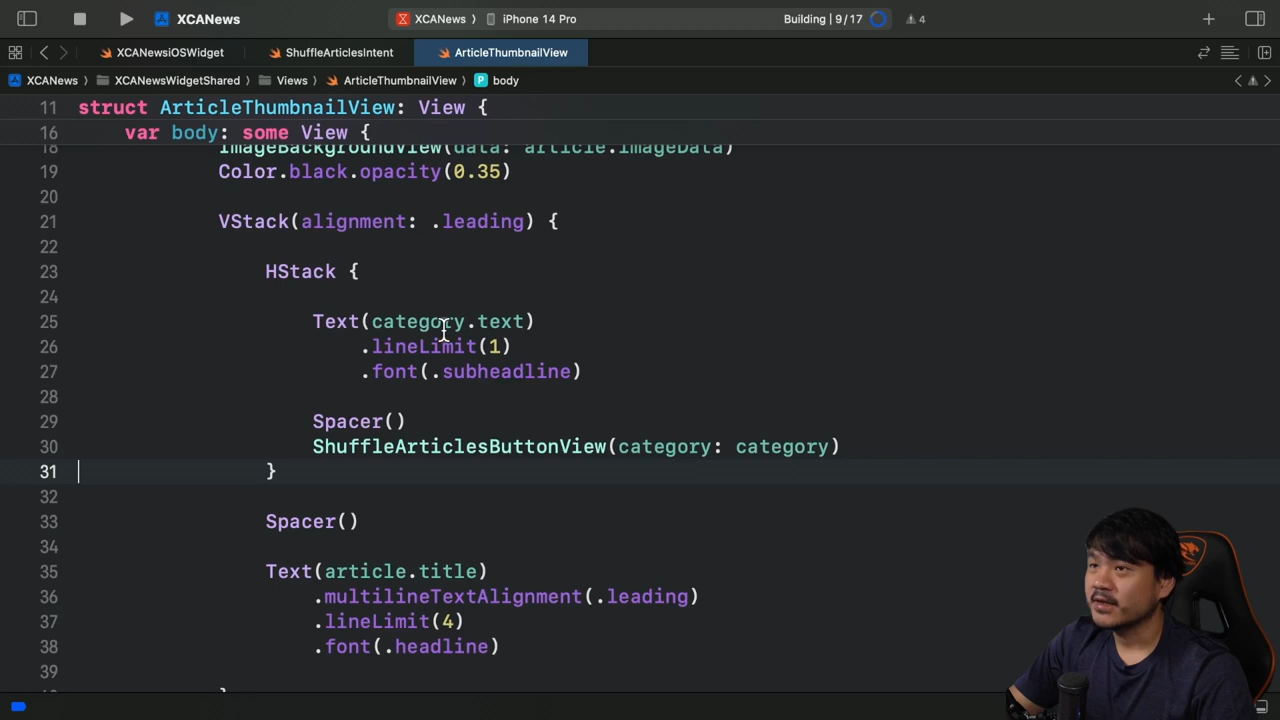 XCANews
XCANews 〉 iPhone 14 Pro
Building | 9/17
4
XCANewsiOSWidget
ShuffleArticlesIntent
ArticleThumbnailView
XCANews 〉 XCANewsWidgetShared 〉 Views 〉 ArticleThumbnailView 〉 P body
11 struct ArticleThumbnailView: View {
16 var body: some View {
18 ImageBackgroundView(data: article.imageData)
19 Color.black.opacity(0.35)
20
21 VStack(alignment: .leading) {
22
23 HStack {
24
25 Text(category.text)
26 .lineLimit(1)
27 .font(.subheadline)
28
29 Spacer()
30 ShuffleArticlesButtonView(category: category)
31 }
32
33 Spacer()
34
35 Text(article.title)
36 .multilineTextAlignment(.leading)
37 .lineLimit(4)
38 .font(.headline)
39